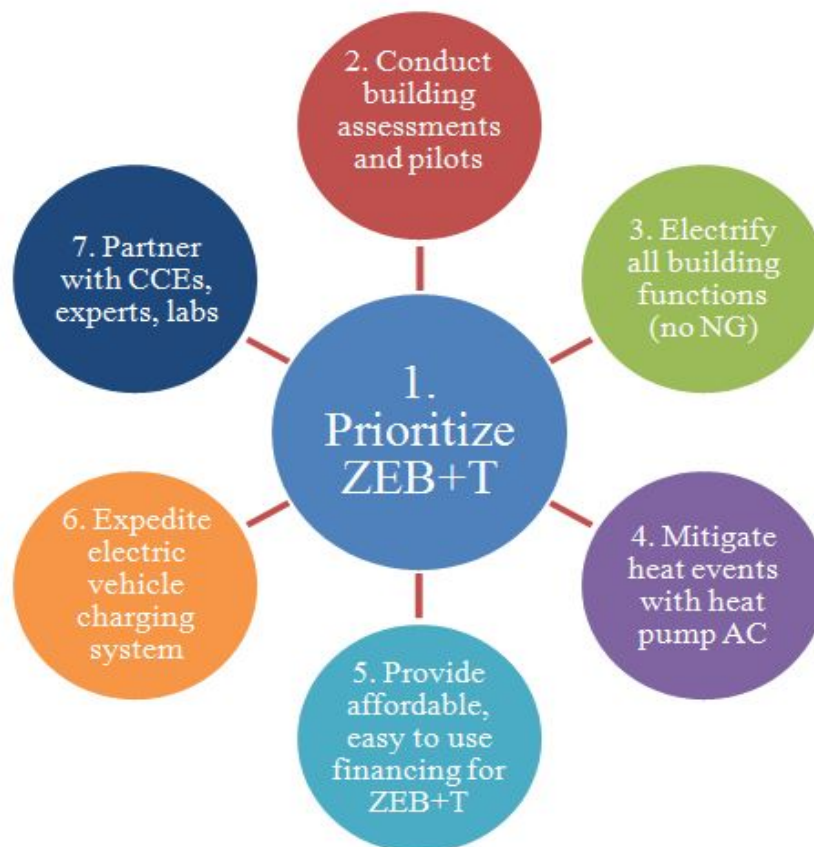 1.
Prioritize
ZEB+T
2. Conduct
building
assessments
and pilots
3. Electrify
all building
functions
(no NG)
4. Mitigate
heat events
with heat
pump AC
5. Provide
affordable,
easy to use
financing for
ZEB+T
6. Expedite
electric
vehicle
charging
system
7. Partner
with CCEs,
experts, labs